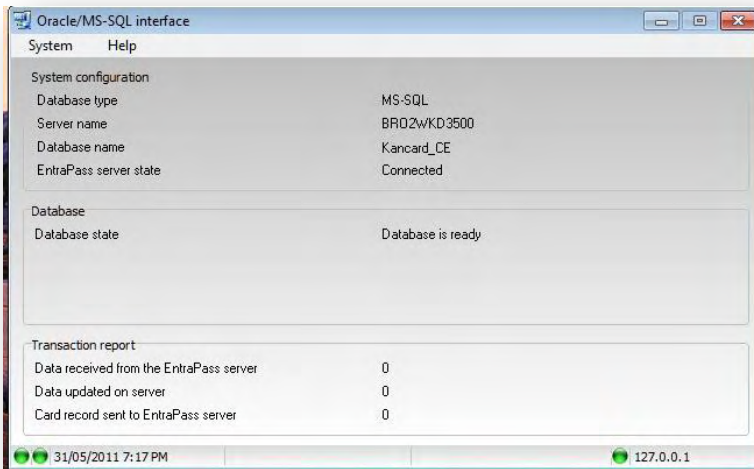 Oracle/MS-SQL interface
System Help
System configuration
Database type MS-SQL
Server name BRO2WKD3500
Database name Kancard_CE
EntraPass server state Connected
Database
Database state Database is ready
Transaction report
Data received from the EntraPass server 0
Data updated on server 0
Card record sent to EntraPass server 0
31/05/2011 7:17 PM 127.0.0.1